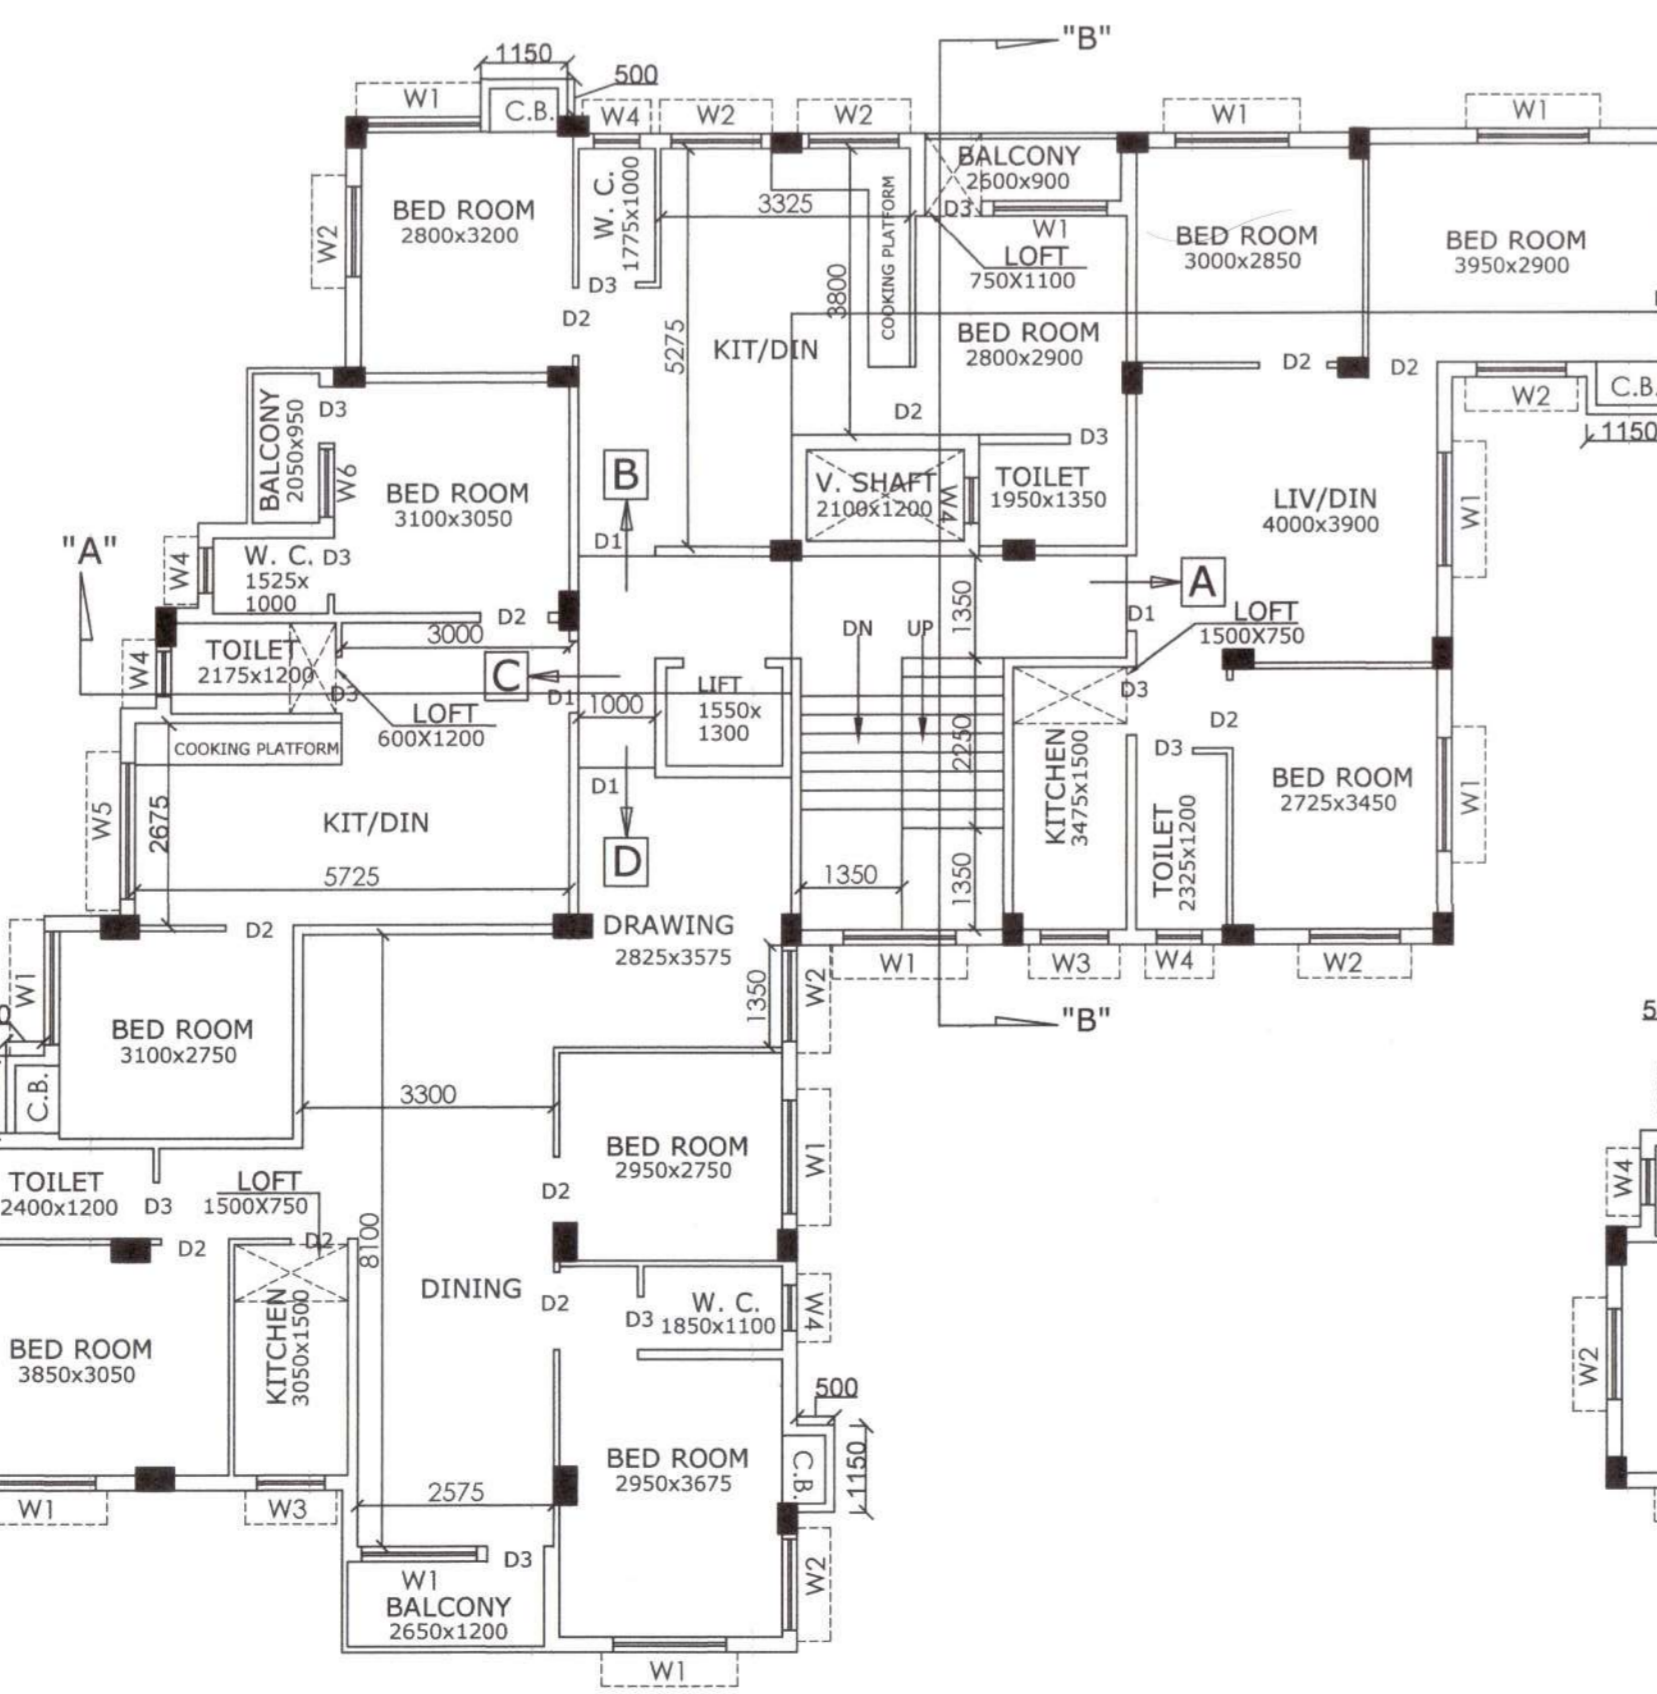 "B"
1150
500
W1
C.B.
W4
W2
W2
W1
W1
BALCONY
2600x900
D3
W1
LOFT
750X1100
BED ROOM
2800x3200
W2
W. C.
1775x1000
D3
D2
3325
COOKING PLATFORM
3800
5275
KIT/DIN
BED ROOM
2800x2900
BED ROOM
3000x2850
BED ROOM
3950x2900
D2
D2
W2
C.B.
1150
D2
D3
BALCONY
2050x950
D3
W6
BED ROOM
3100x3050
B
D1
V. SHAFT
2100x1200
W4
TOILET
1950x1350
LIV/DIN
4000x3900
W1
"A"
W4
W. C.
1525x
1000
D3
D2
A
D1
1350
DN
UP
LOFT
1500X750
TOILET
2175x1200
W4
3000
D3
C
D1
1000
LIFT
1550x
1300
D3
D2
LOFT
600X1200
COOKING PLATFORM
2250
KITCHEN
3475x1500
D3
BED ROOM
2725x3450
W1
W5
2675
KIT/DIN
5725
D1
D
1350
1350
TOILET
2325x1200
D2
DRAWING
2825x3575
W1
W3
W4
W2
W1
1350
W2
"B"
BED ROOM
3100x2750
C.B.
3300
BED ROOM
2950x2750
W1
TOILET
2400x1200
D3
LOFT
1500X750
D2
D2
D2
8100
W4
DINING
D2
D3
W. C.
1850x1100
W4
BED ROOM
3850x3050
KITCHEN
3050x1500
W2
500
1150
C.B.
BED ROOM
2950x3675
2575
W1
W3
D3
W1
BALCONY
2650x1200
W2
W1